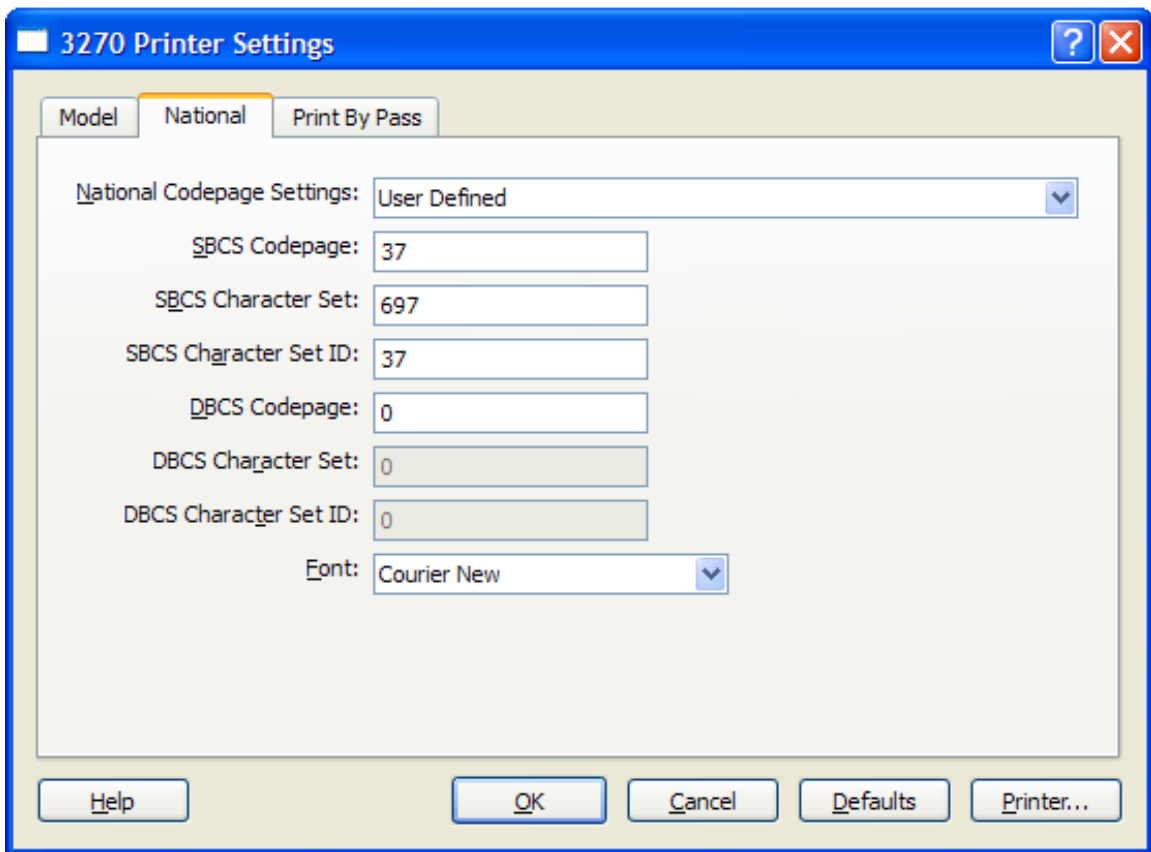 3270 Printer Settings
Model National Print By Pass
National Codepage Settings: User Defined
SBCS Codepage: 37
SBCS Character Set: 697
SBCS Character Set ID: 37
DBCS Codepage: 0
DBCS Character Set: 0
DBCS Character Set ID: 0
Font: Courier New
Help OK Cancel Defaults Printer...